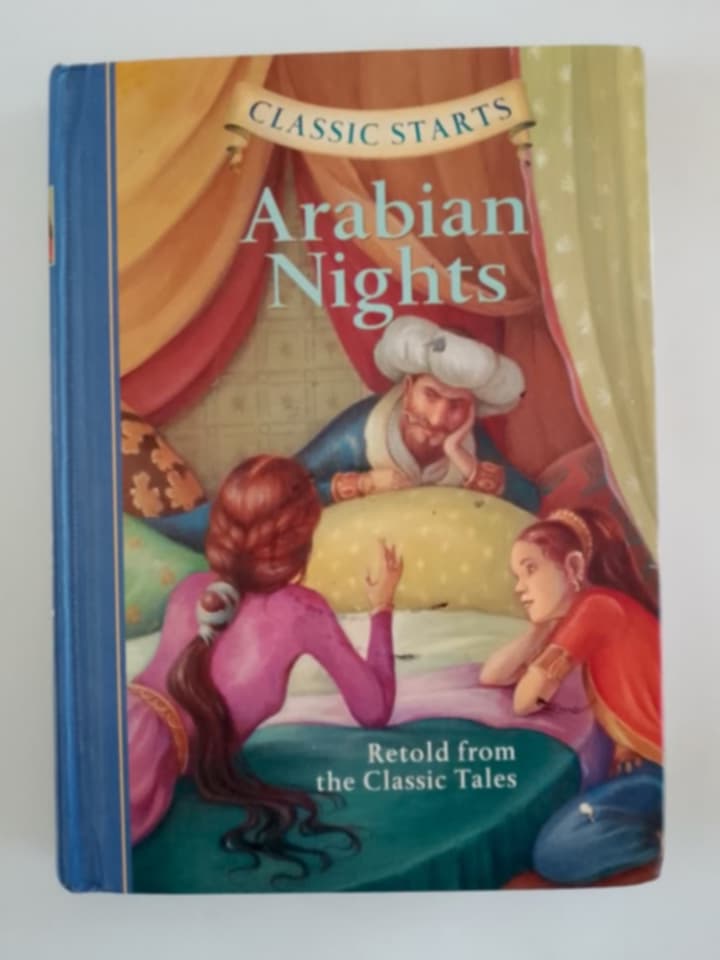 CLASSIC STARTS
Arabian
Nights
Retold from
the Classic Tales